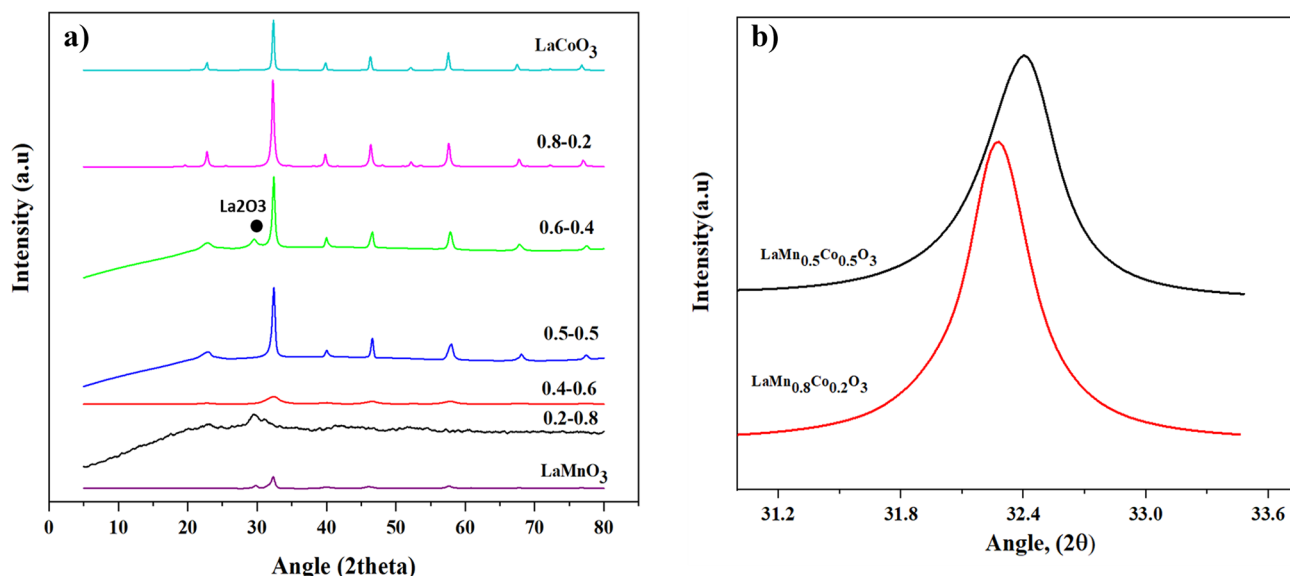 a)
LaCoO3
0.8-0.2
La2O3
0.6-0.4
0.5-0.5
0.4-0.6
0.2-0.8
LaMnO3
Intensity (a.u)
0 10 20 30 40 50 60 70 80
Angle (2theta)
b)
LaMn0.5Co0.5O3
LaMn0.8Co0.2O3
Intensity(a.u)
31.2 31.8 32.4 33.0 33.6
Angle, (2θ)